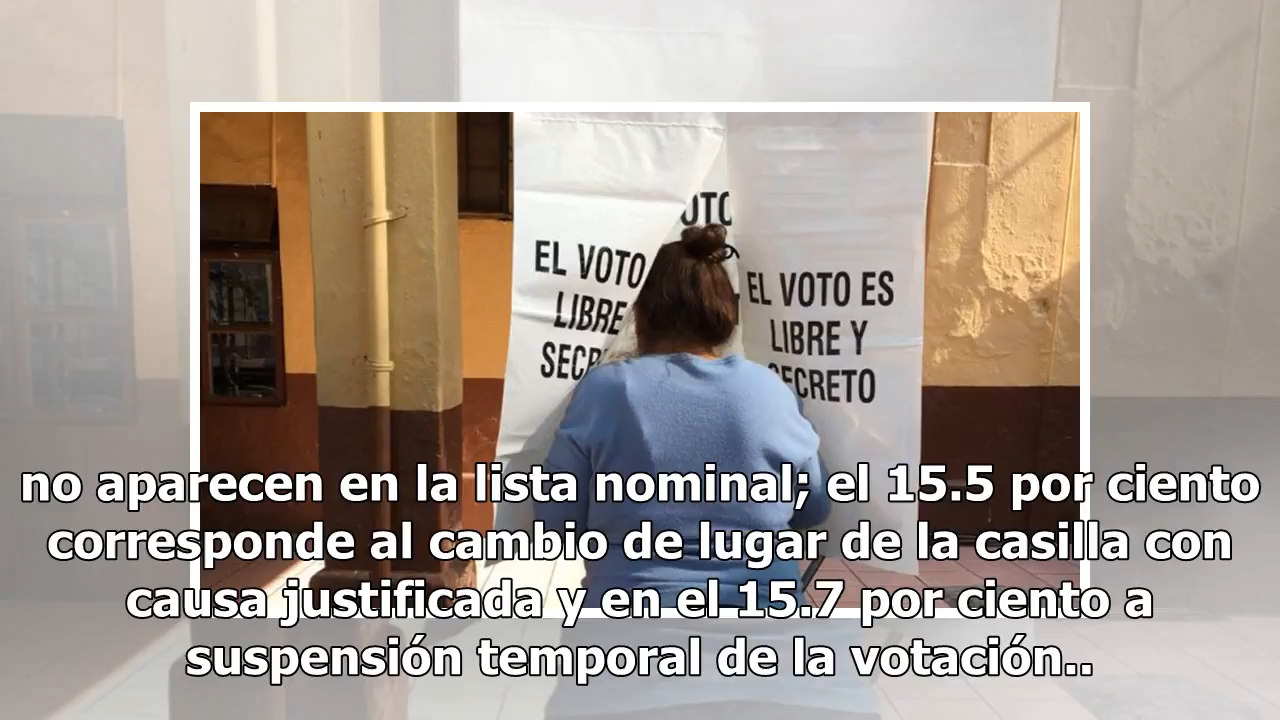 OTO
EL VOTO
LIBRE
SECR
EL VOTO ES
LIBRE Y
SECRETO
no aparecen en la lista nominal; el 15.5 por ciento
corresponde al cambio de lugar de la casilla con
causa justificada y en el 15.7 por ciento a
suspensión temporal de la votación..